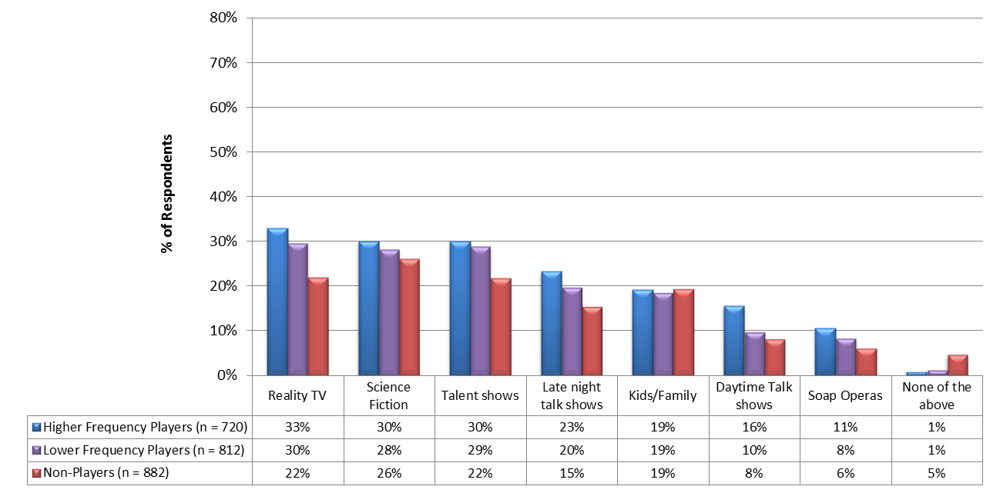 80%
70%
60%
50%
40%
30%
20%
10%
0%
% of Respondents
Reality TV
Science
Fiction
Talent shows
Late night
talk shows
Kids/Family
Daytime Talk
shows
Soap Operas
None of the
above
Higher Frequency Players (n = 720) 33% 30% 30% 23% 19% 16% 11% 1%
Lower Frequency Players (n = 812) 30% 28% 29% 20% 19% 10% 8% 1%
Non-Players (n = 882) 22% 26% 22% 15% 19% 8% 6% 5%